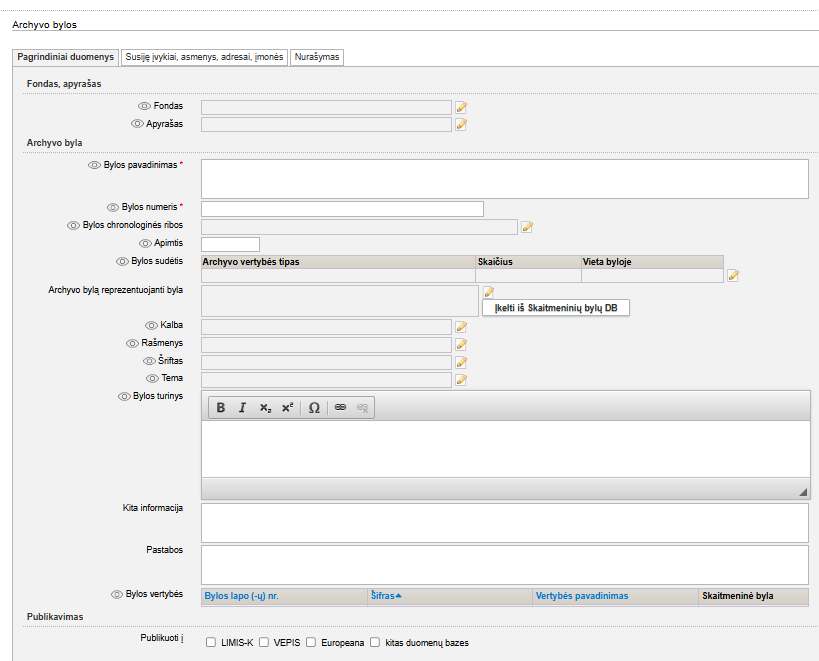 Archyvo bylos
Pagrindiniai duomenys Susiję įvykiai, asmenys, adresai, įmonės Nurašymas
Fondas, apyrašas
Fondas
Apyrašas
Archyvo byla
Bylos pavadinimas *
Bylos numeris *
Bylos chronologinės ribos
Apimtis
Bylos sudėtis Archyvo vertybės tipas Skaičius Vieta byloje
Archyvo bylą reprezentuojanti byla
Įkelti iš Skaitmeninių bylų DB
Kalba
Rašmenys
Šriftas
Tema
Bylos turinys
B I x₂ x² Ω
Kita informacija
Pastabos
Bylos vertybės Bylos lapo (-ų) nr. Šifras Vertybės pavadinimas Skaitmeninė byla
Publikavimas
Publikuoti į LIMIS-K VEPIS Europeana kitas duomenų bazes